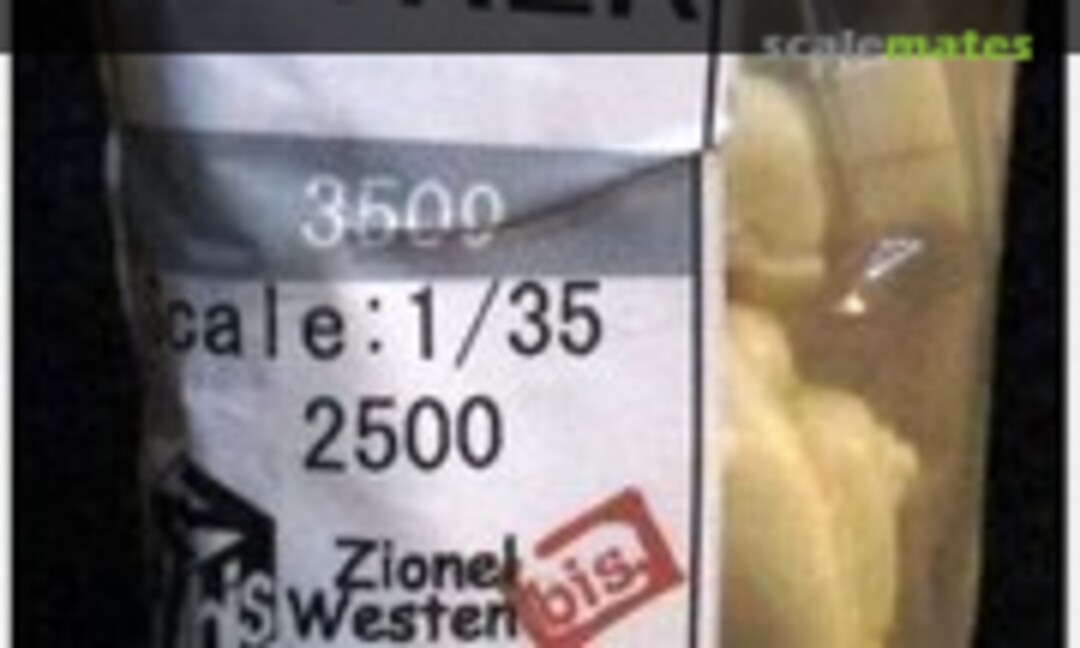 scalemates
3500
cale:1/35
2500
Zionel
bis.
Westen